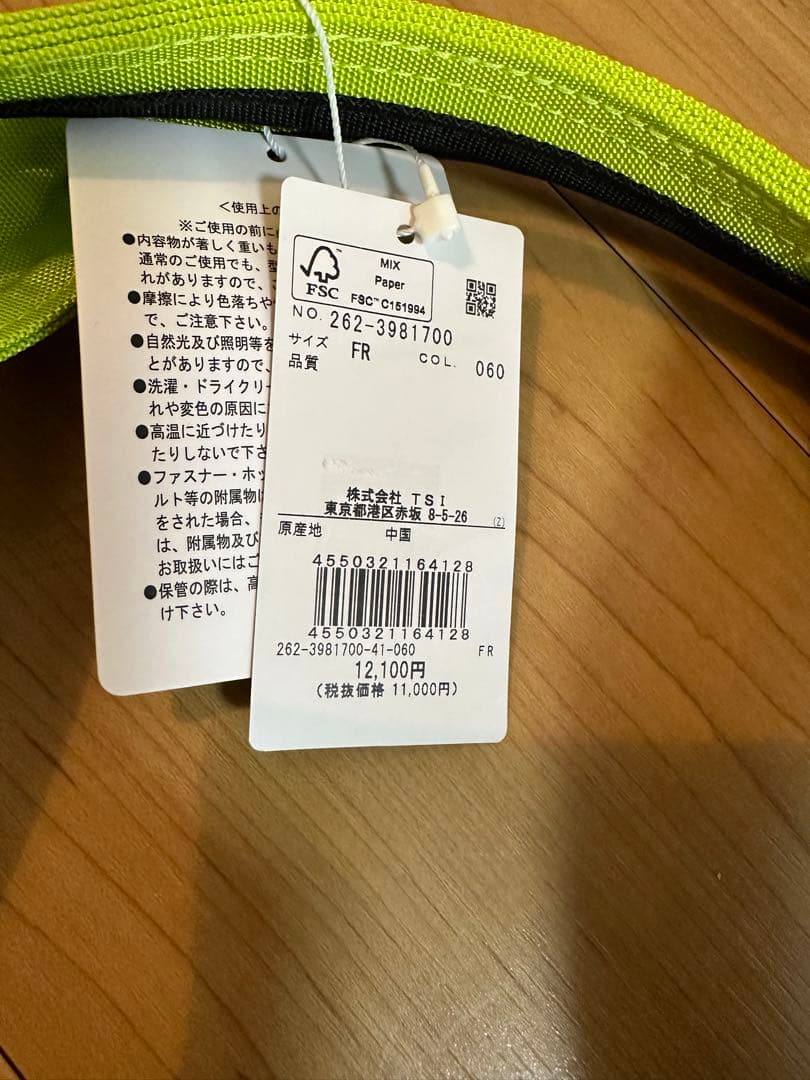 <使用上の
※ご使用の前に
●内容物が著しく重いも
通常のご使用でも、型
れがありますので、
●摩擦により色落ちや
で、ご注意下さい。
●自然光及び照明等を
とがありますので、
●洗濯・ドライクリー
れや変色の原因に
●高温に近づけたり
たりしないで下さ
●ファスナー・ホッ
ルト等の附属物
をされた場合、
は、附属物及び
お取扱いにはご
●保管の際は、高
け下さい。
FSC™
MIX
Paper
FSC™ C151994
NO. 262-3981700
サイズ FR COL. 060
品質
株式会社 TSI
東京都港区赤坂 8-5-26
(Z)
原産地 中国
4550321164128
4550321164128
262-3981700-41-060 FR
12,100円
(税抜価格 11,000円)